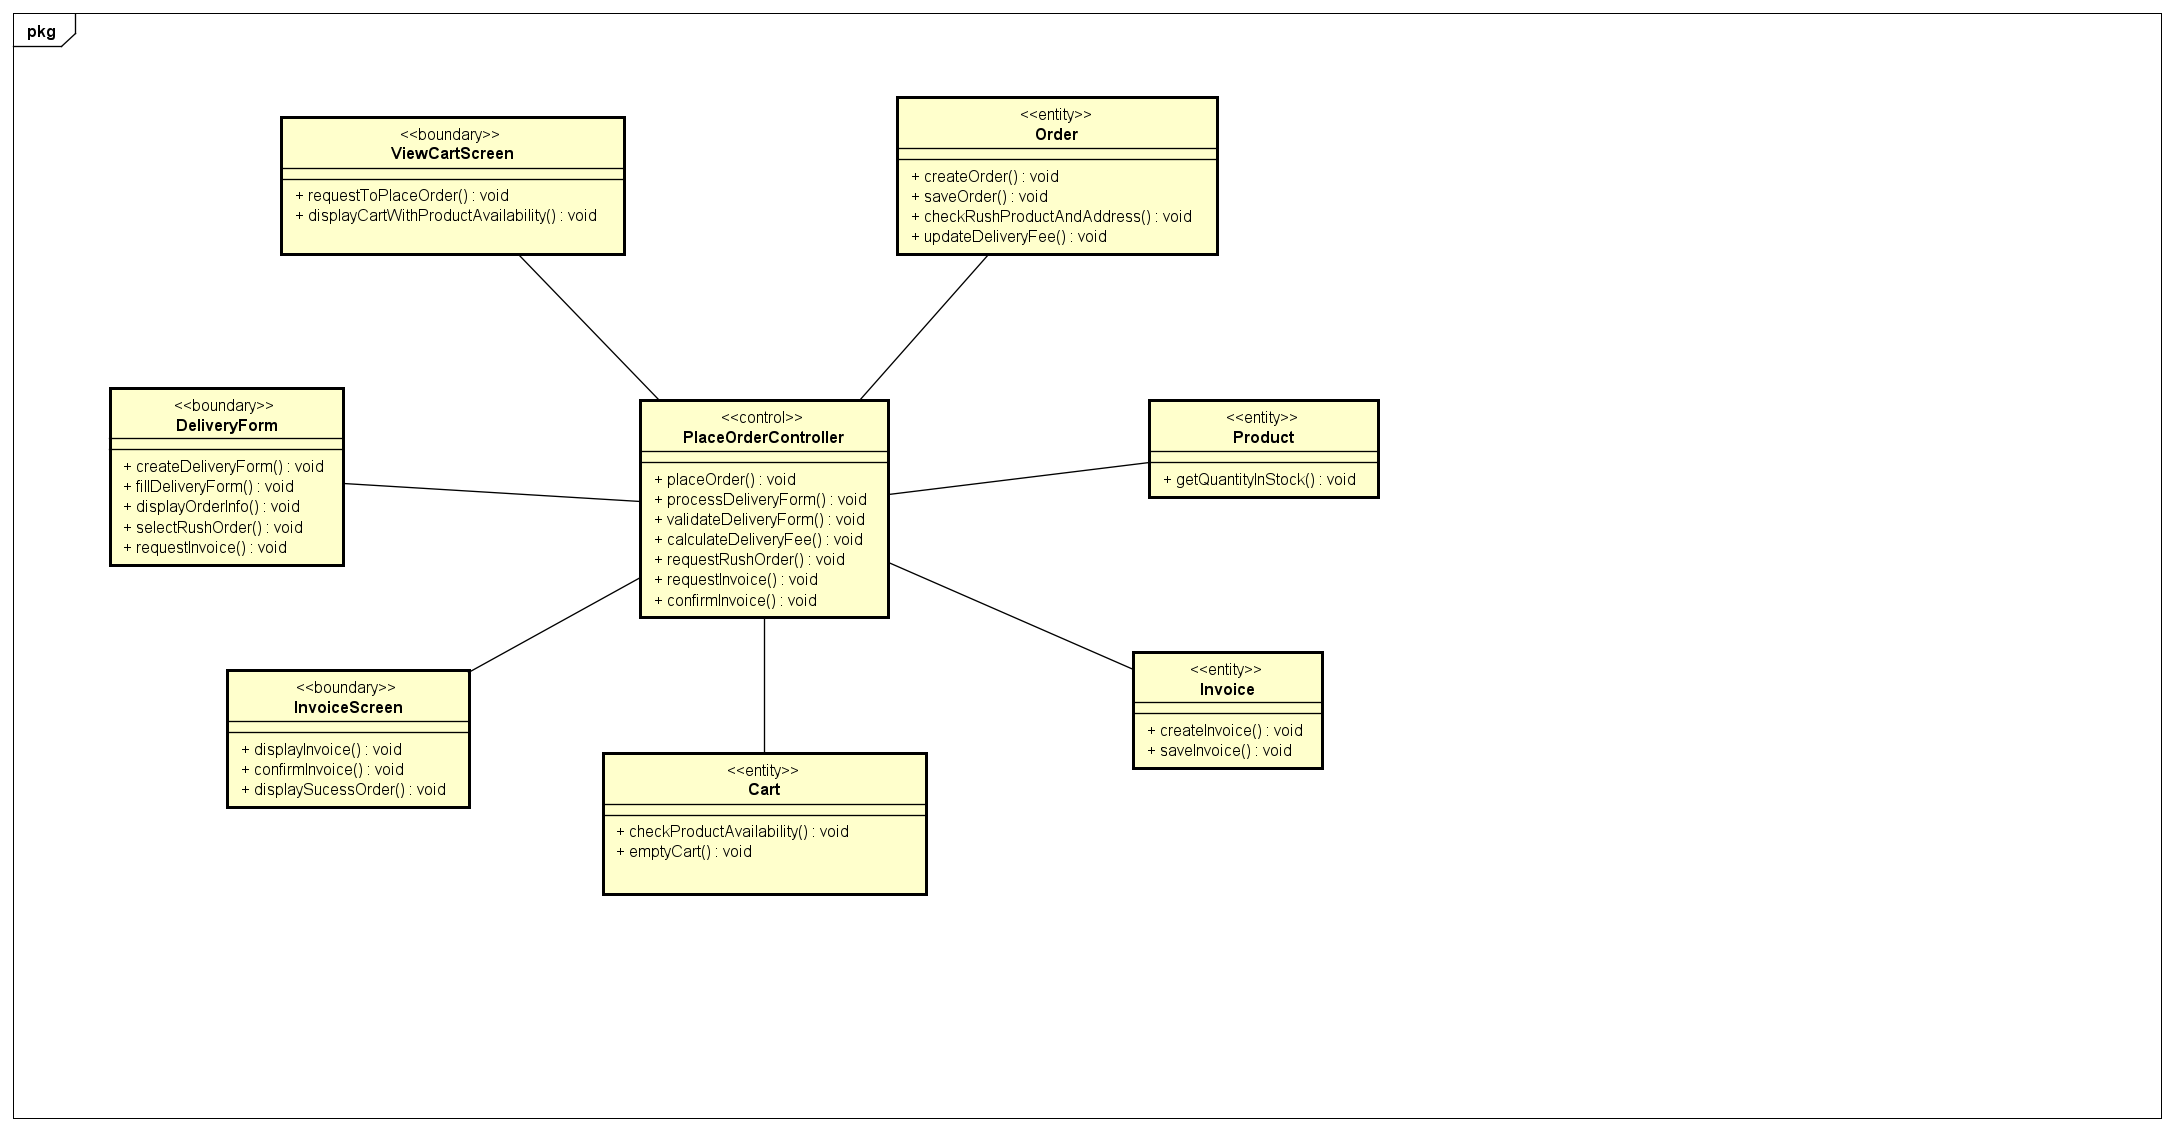 pkg
<<boundary>>
ViewCartScreen
+ requestToPlaceOrder() : void
+ displayCartWithProductAvailability() : void
<<entity>>
Order
+ createOrder() : void
+ saveOrder() : void
+ checkRushProductAndAddress() : void
+ updateDeliveryFee() : void
<<boundary>>
DeliveryForm
+ createDeliveryForm() : void
+ fillDeliveryForm() : void
+ displayOrderInfo() : void
+ selectRushOrder() : void
+ requestInvoice() : void
<<control>>
PlaceOrderController
+ placeOrder() : void
+ processDeliveryForm() : void
+ validateDeliveryForm() : void
+ calculateDeliveryFee() : void
+ requestRushOrder() : void
+ requestInvoice() : void
+ confirmInvoice() : void
<<entity>>
Product
+ getQuantityInStock() : void
<<boundary>>
InvoiceScreen
+ displayInvoice() : void
+ confirmInvoice() : void
+ displaySucessOrder() : void
<<entity>>
Cart
+ checkProductAvailability() : void
+ emptyCart() : void
<<entity>>
Invoice
+ createInvoice() : void
+ saveInvoice() : void